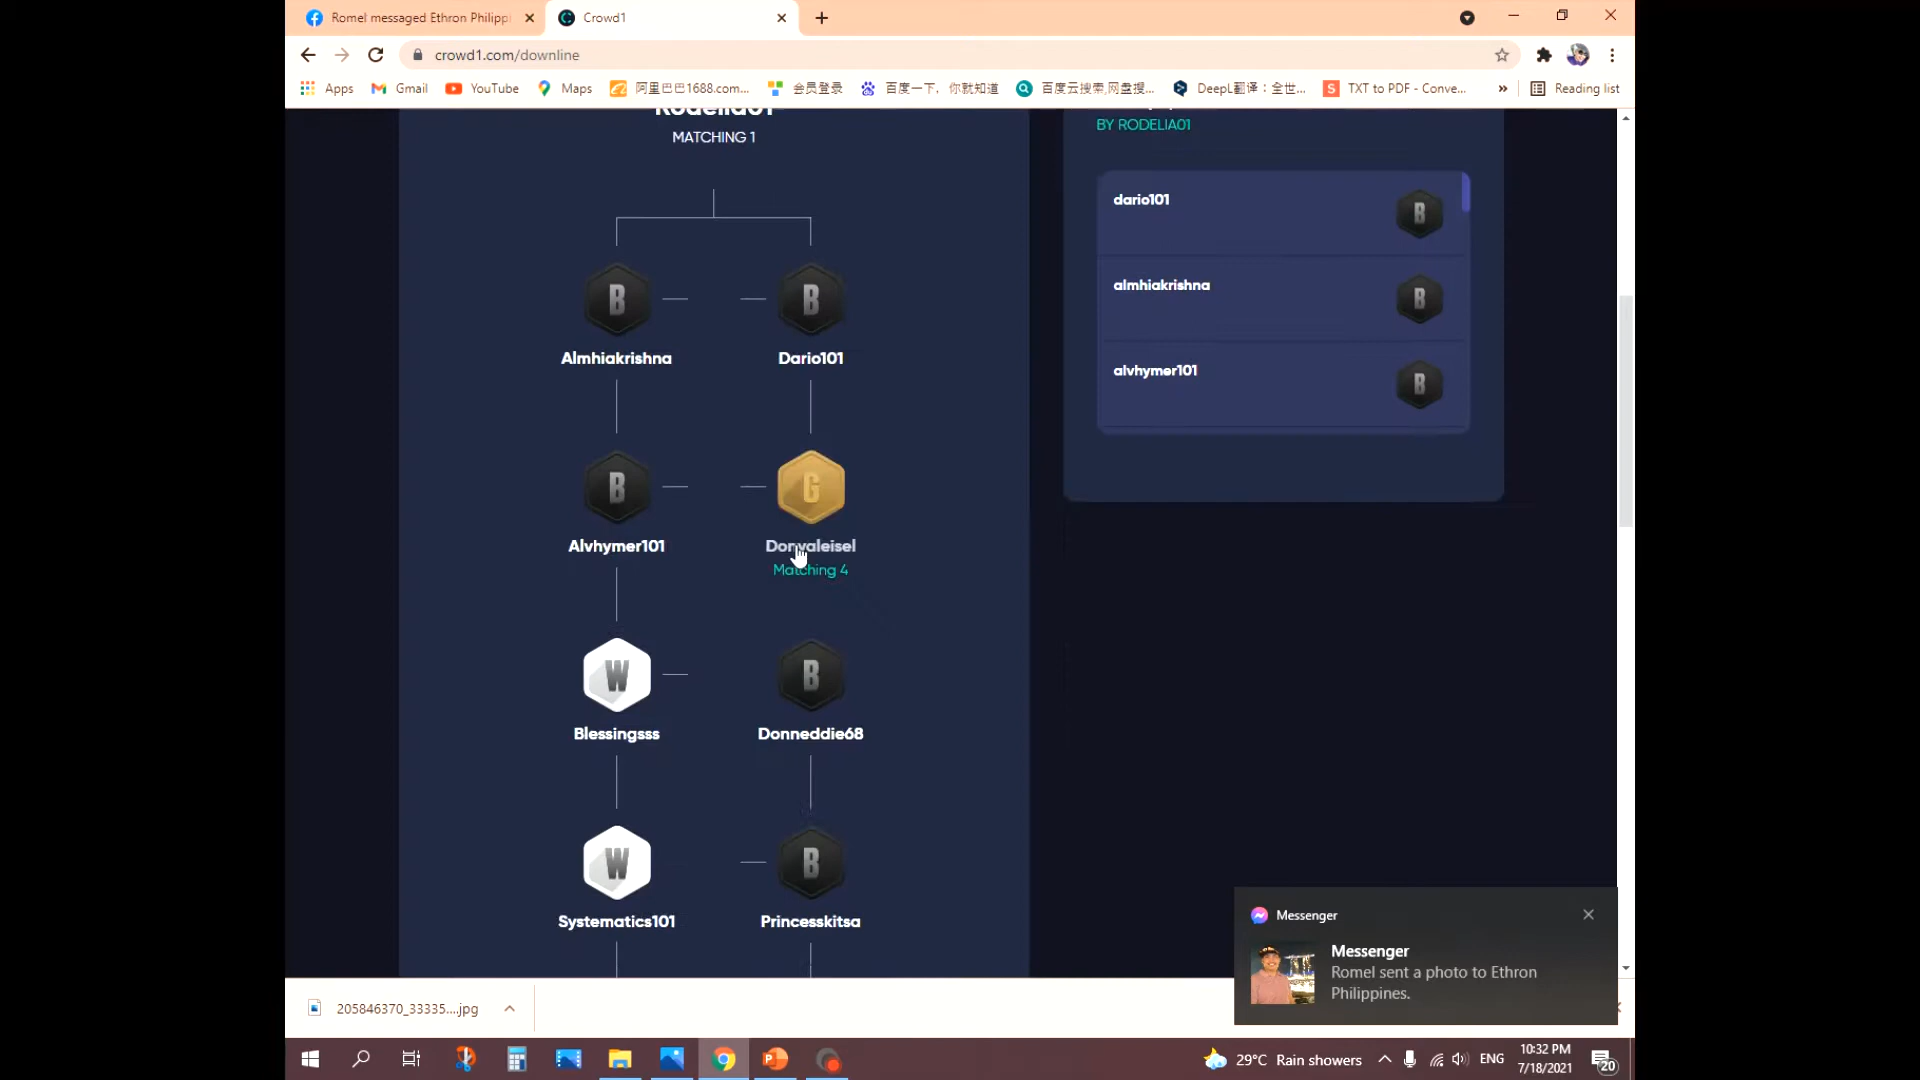 Romel messaged Ethron Philipp
Crowd1
crowd1.com/downline
Apps
Gmail
YouTube
Maps
阿里巴巴1688.com...
会员登录
百度一下，你就知道
百度云搜索,网盘搜...
DeepL翻译：全世...
TXT to PDF - Conve...
»
Reading list
Rodelia01
MATCHING 1
BY RODELIA01
dario101
B
almhiakrishna
B
alvhymer101
B
B
B
Almhiakrishna
Dario101
B
G
Alvhymer101
Donvaleisel
Matching 4
W
B
Blessingsss
Donneddie68
W
B
Systematics101
Princesskitsa
Messenger
Messenger
Romel sent a photo to Ethron
Philippines.
205846370_33335....jpg
29°C Rain showers
ENG
10:32 PM
7/18/2021
20